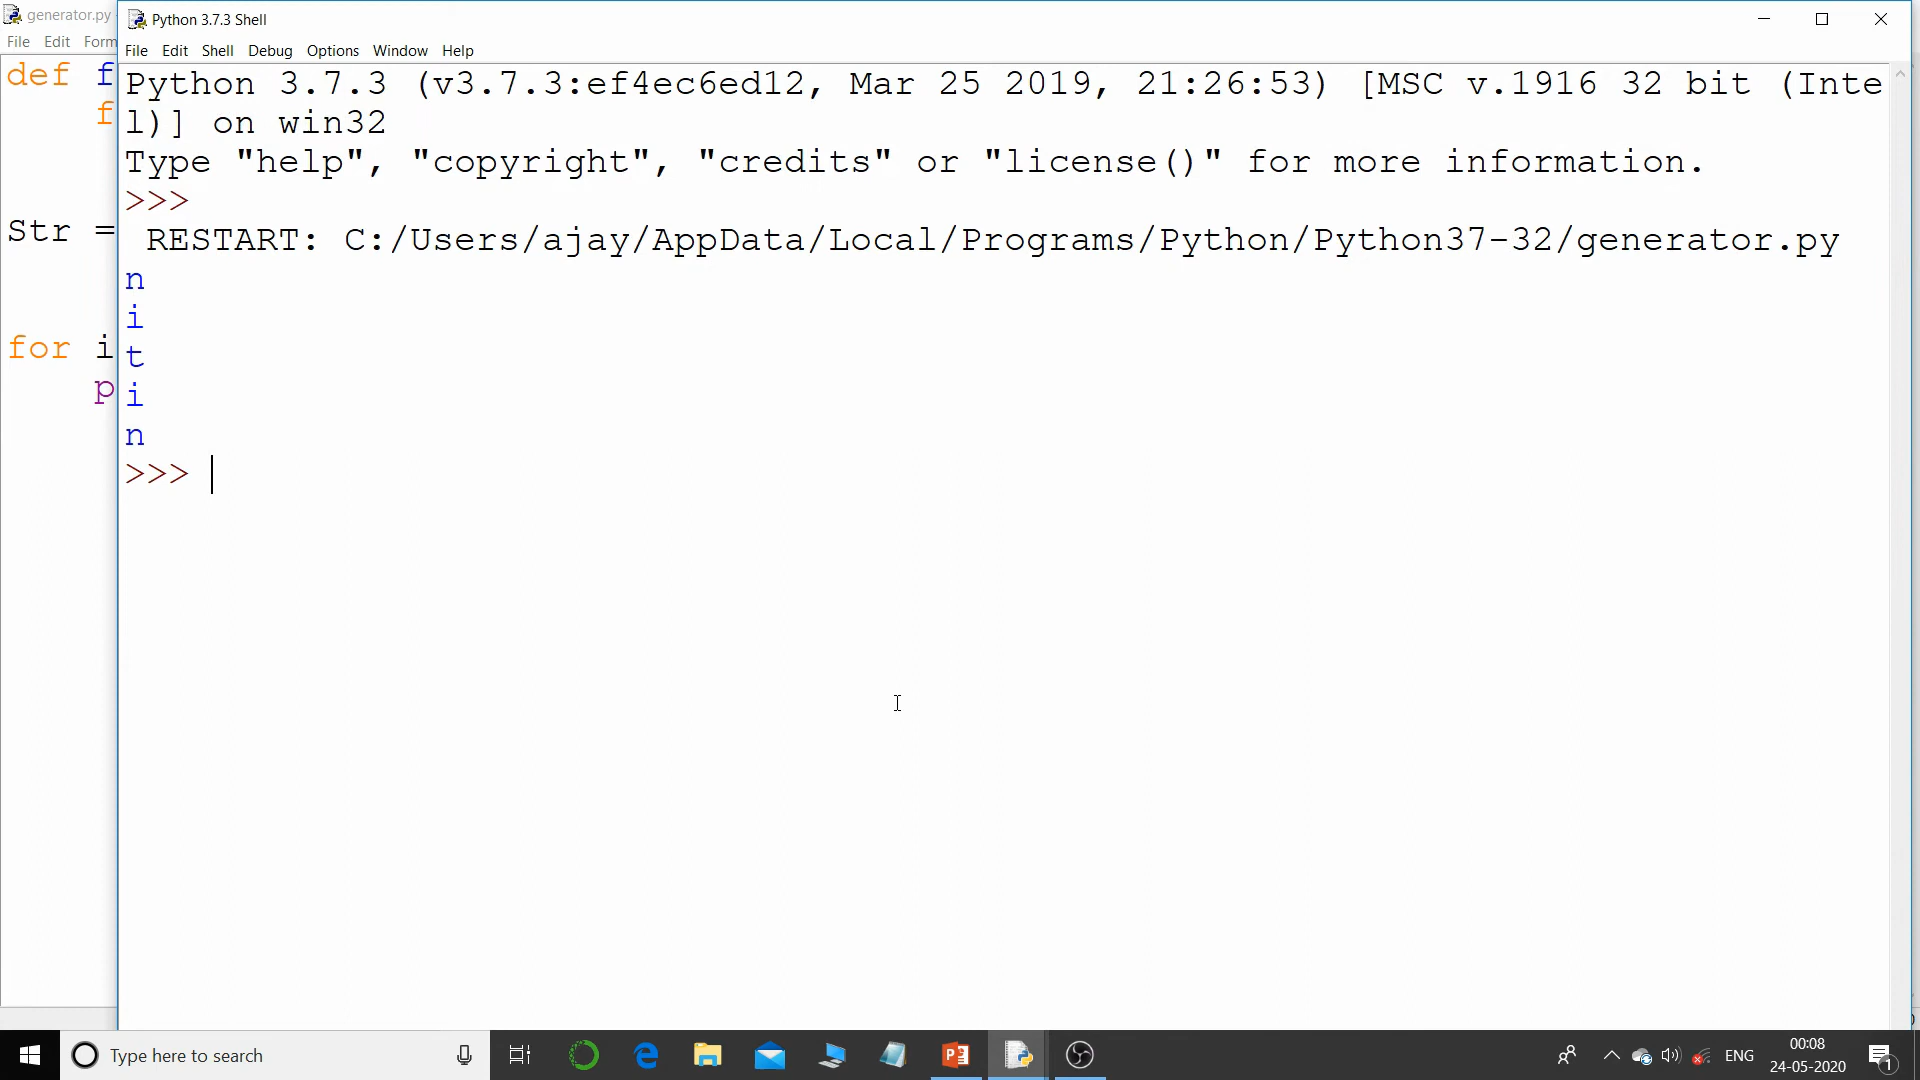 generator.py
Python 3.7.3 Shell
File Edit Form
File Edit Shell Debug Options Window Help
def f
f
Str =
for i
p
Python 3.7.3 (v3.7.3:ef4ec6ed12, Mar 25 2019, 21:26:53) [MSC v.1916 32 bit (Inte
l)] on win32
Type "help", "copyright", "credits" or "license()" for more information.
>>>
RESTART: C:/Users/ajay/AppData/Local/Programs/Python/Python37-32/generator.py
n
i
t
i
n
>>>
Type here to search
ENG
00:08
24-05-2020
1